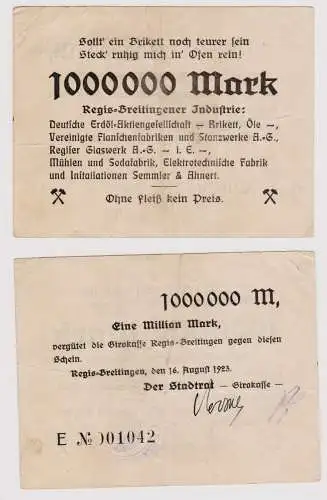 Sollt' ein Brikett noch teurer sein
Steck' ruhig mich in' Ofen rein!
1000000 Mark
Regis-Breitingener Industrie:
Deutsche Erdöl-Aktiengesellschaft — Brikett, Öle —,
Vereinigte Flanschenfabriken und Stanzwerke A.-G.,
Regiser Glaswerk A.-G. — i. E. —,
Mühlen und Sodafabrik, Elektrotechnische Fabrik
und Installationen Semmler & Ahnert.
Ohne Fleiß kein Preis.
1000000 M,
Eine Million Mark,
vergütet die Girokasse Regis-Breitingen gegen diesen
Schein.
Regis-Breitingen, den 16. August 1923.
Der Stadtrat — Girokasse —
E № 001042